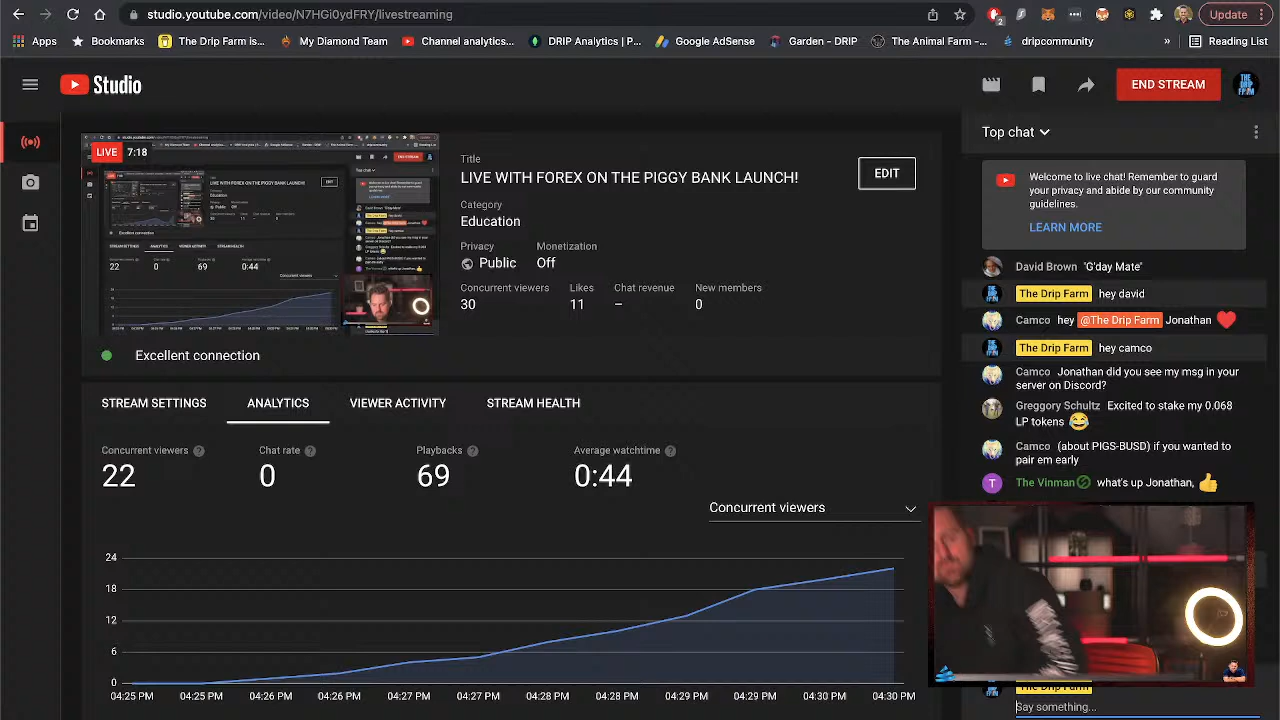 studio.youtube.com/video/N7HGi0ydFRY/livestreaming
2
Update
Apps
Bookmarks
The Drip Farm is...
My Diamond Team
Channel analytics...
DRIP Analytics | P...
Google AdSense
Garden – DRIP
The Animal Farm –...
dripcommunity
»
Reading List
Studio
END STREAM
THE DRIP FARM
LIVE 7:18
Title
LIVE WITH FOREX ON THE PIGGY BANK LAUNCH!
EDIT
Category
Education
Privacy
Monetization
Public
Off
Concurrent viewers
Likes
Chat revenue
New members
30
11
–
0
Excellent connection
STREAM SETTINGS
ANALYTICS
VIEWER ACTIVITY
STREAM HEALTH
Concurrent viewers
Chat rate
Playbacks
Average watchtime
22
0
69
0:44
Concurrent viewers
24
18
12
6
0
04:25 PM
04:25 PM
04:26 PM
04:26 PM
04:27 PM
04:27 PM
04:28 PM
04:28 PM
04:29 PM
04:29 PM
04:30 PM
04:30 PM
Top chat
Welcome to live chat! Remember to guard
your privacy and abide by our community
guidelines.
LEARN MORE
David Brown "G'day Mate"
The Drip Farm hey david
Camco hey @The Drip Farm Jonathan
The Drip Farm hey camco
Camco Jonathan did you see my msg in your
server on Discord?
Greggory Schultz Excited to stake my 0.068
LP tokens
Camco (about PIGS-BUSD) if you wanted to
pair em early
T The Vinman what's up Jonathan,
The Drip Farm
Say something...